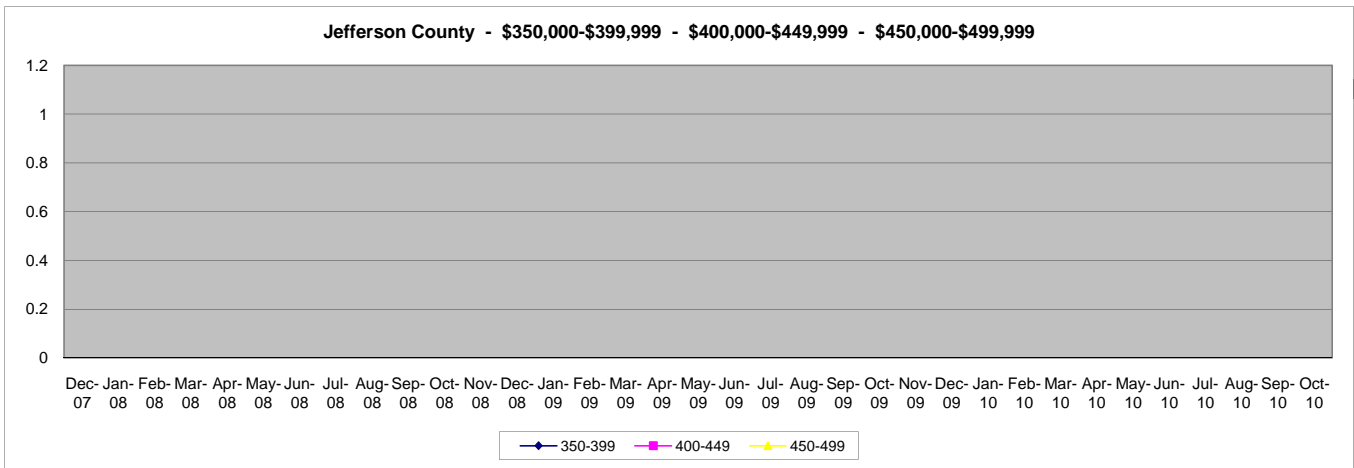 Jefferson County - $350,000-$399,999 - $400,000-$449,999 - $450,000-$499,999
1.2
1
0.8
0.6
0.4
0.2
0
Dec- Jan- Feb- Mar- Apr- May- Jun- Jul- Aug- Sep- Oct- Nov- Dec- Jan- Feb- Mar- Apr- May- Jun- Jul- Aug- Sep- Oct- Nov- Dec- Jan- Feb- Mar- Apr- May- Jun- Jul- Aug- Sep- Oct-
07 08 08 08 08 08 08 08 08 08 08 08 08 09 09 09 09 09 09 09 09 09 09 09 09 10 10 10 10 10 10 10 10 10 10
350-399 400-449 450-499